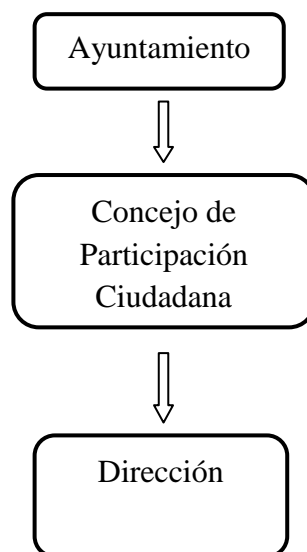 Ayuntamiento
Concejo de
Participación
Ciudadana
Dirección